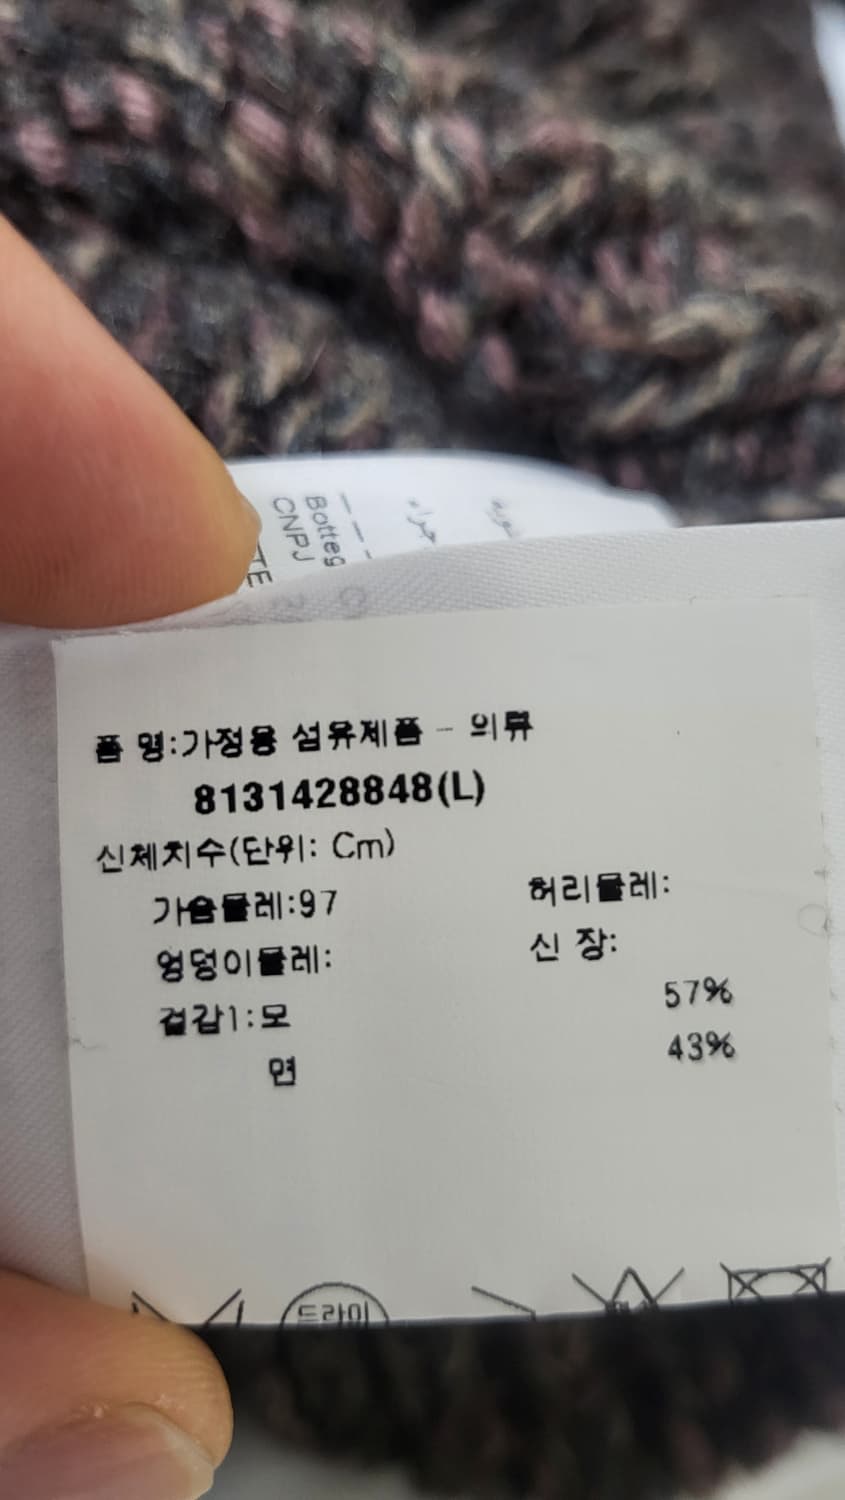 Botteg
CNPJ
TE
품 명:가정용 섬유제품 - 의류
8131428848(L)
신체치수(단위: Cm)
가슴둘레:97 허리둘레:
엉덩이둘레: 신 장:
겉감1:모 57%
면 43%
드라이